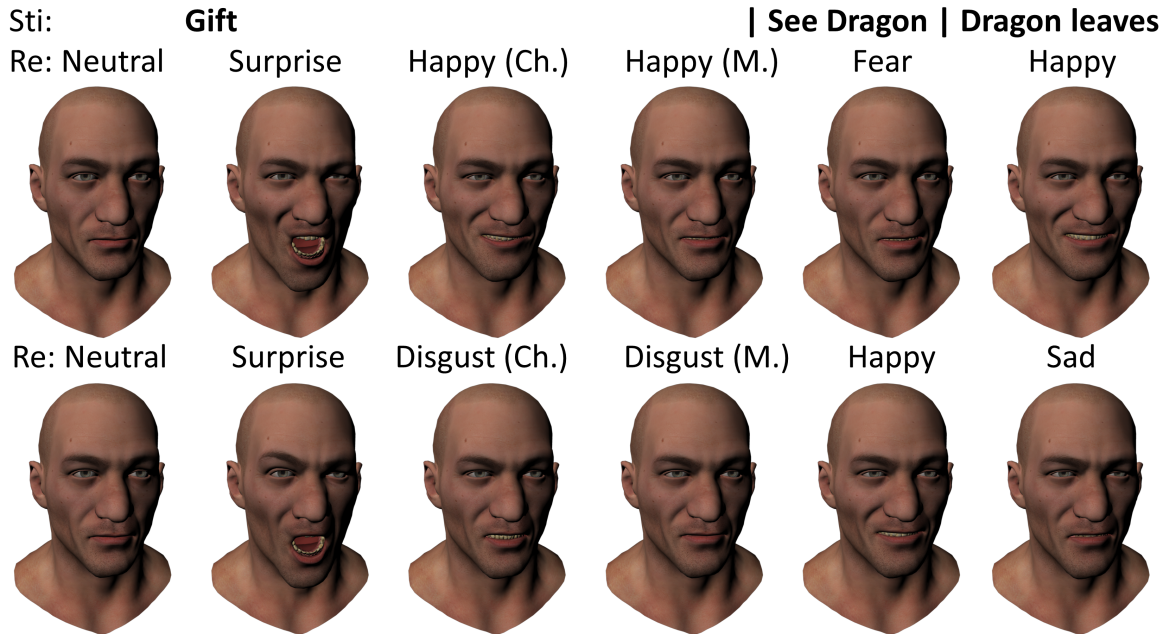 Sti: Gift | See Dragon | Dragon leaves
Re: Neutral Surprise Happy (Ch.) Happy (M.) Fear Happy
Re: Neutral Surprise Disgust (Ch.) Disgust (M.) Happy Sad